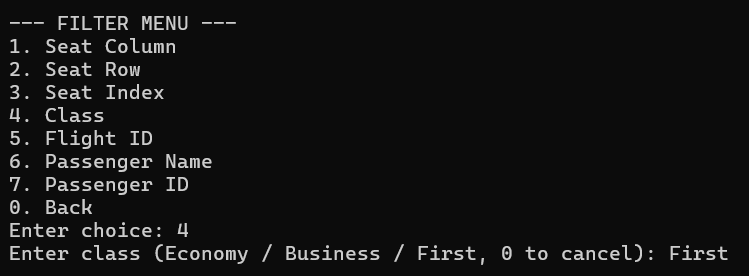 --- FILTER MENU ---
1. Seat Column
2. Seat Row
3. Seat Index
4. Class
5. Flight ID
6. Passenger Name
7. Passenger ID
0. Back
Enter choice: 4
Enter class (Economy / Business / First, 0 to cancel): First